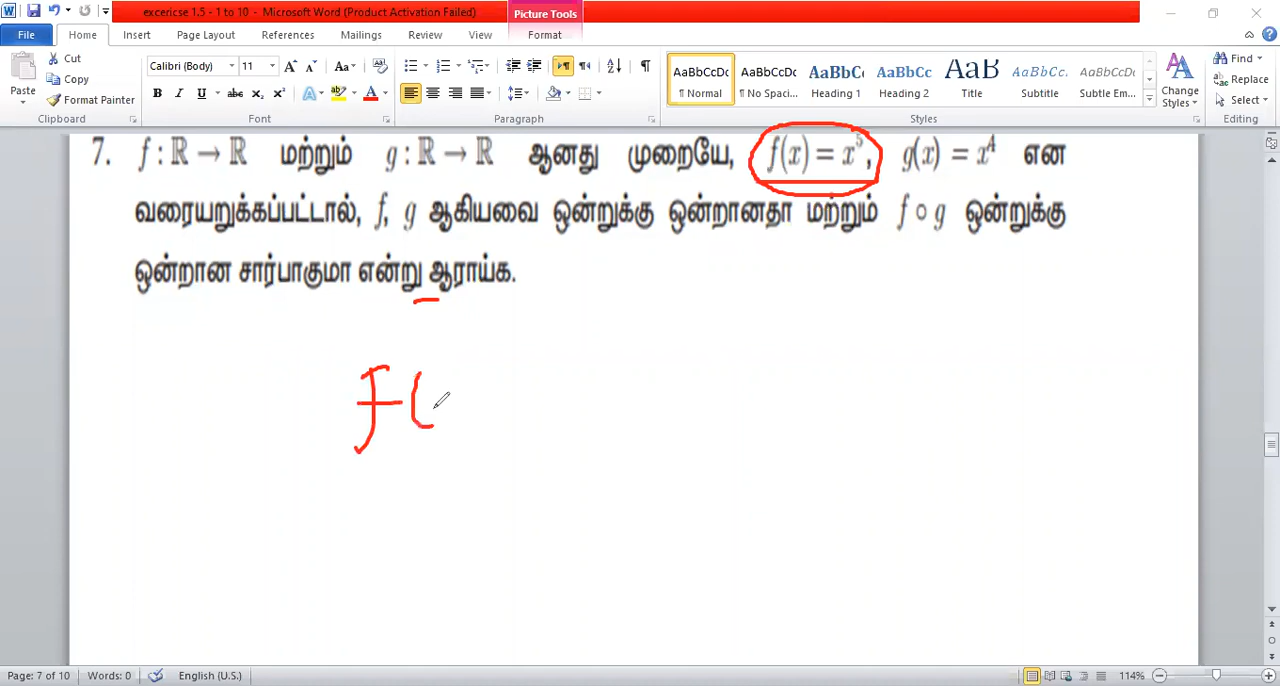 excericse 1.5 - 1 to 10 - Microsoft Word (Product Activation Failed) Picture Tools
File Home Insert Page Layout References Mailings Review View Format
Paste Cut Copy Format Painter Clipboard
Calibri (Body) 11 Font
Paragraph
AaBbCcDc AaBbCcDc AaBbC AaBbCc AaB AaBbCc. AaBbCcDc
¶ Normal ¶ No Spaci... Heading 1 Heading 2 Title Subtitle Subtle Em... Change Styles Styles
Find Replace Select Editing
7. f : ℝ → ℝ மற்றும் g : ℝ → ℝ ஆனது முறையே, f(x) = x⁵, g(x) = x⁴ என
வரையறுக்கப்பட்டால், f, g ஆகியவை ஒன்றுக்கு ஒன்றானதா மற்றும் f ∘ g ஒன்றுக்கு
ஒன்றான சார்பாகுமா என்று ஆராய்க.
f(
Page: 7 of 10 Words: 0 English (U.S.) 114%